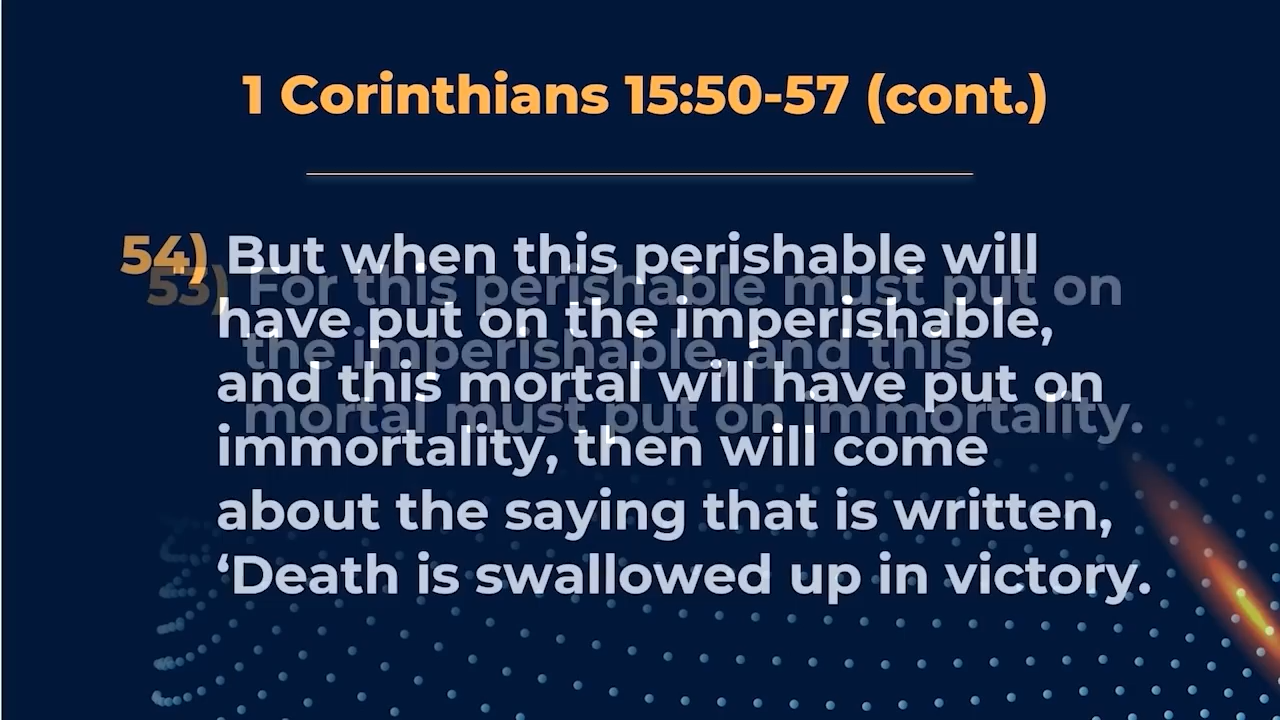 1 Corinthians 15:50-57 (cont.)
54) But when this perishable will
have put on the imperishable,
and this mortal will have put on
immortality, then will come
about the saying that is written,
‘Death is swallowed up in victory.
53) For this perishable must put on
the imperishable, and this
mortal must put on immortality.